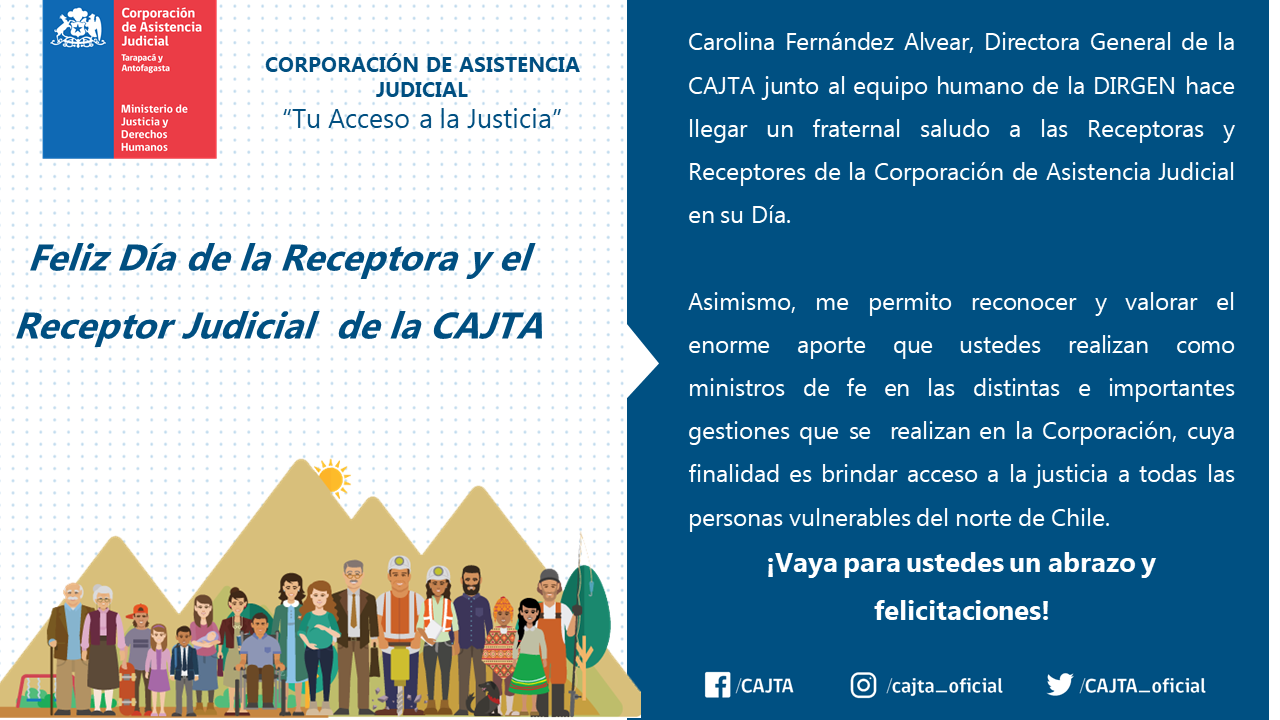 Corporación
de Asistencia
Judicial
Tarapacá y
Antofagasta
Ministerio de
Justicia y
Derechos
Humanos
CORPORACIÓN DE ASISTENCIA
JUDICIAL
“Tu Acceso a la Justicia”
Feliz Día de la Receptora y el
Receptor Judicial de la CAJTA
Carolina Fernández Alvear, Directora General de la
CAJTA junto al equipo humano de la DIRGEN hace
llegar un fraternal saludo a las Receptoras y
Receptores de la Corporación de Asistencia Judicial
en su Día.
Asimismo, me permito reconocer y valorar el
enorme aporte que ustedes realizan como
ministros de fe en las distintas e importantes
gestiones que se realizan en la Corporación, cuya
finalidad es brindar acceso a la justicia a todas las
personas vulnerables del norte de Chile.
¡Vaya para ustedes un abrazo y
felicitaciones!
/CAJTA
/cajta_oficial
/CAJTA_oficial